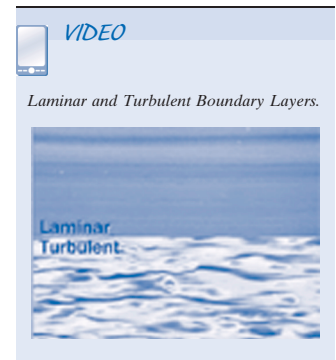 VIDEO
Laminar and Turbulent Boundary Layers.
Laminar
Turbulent